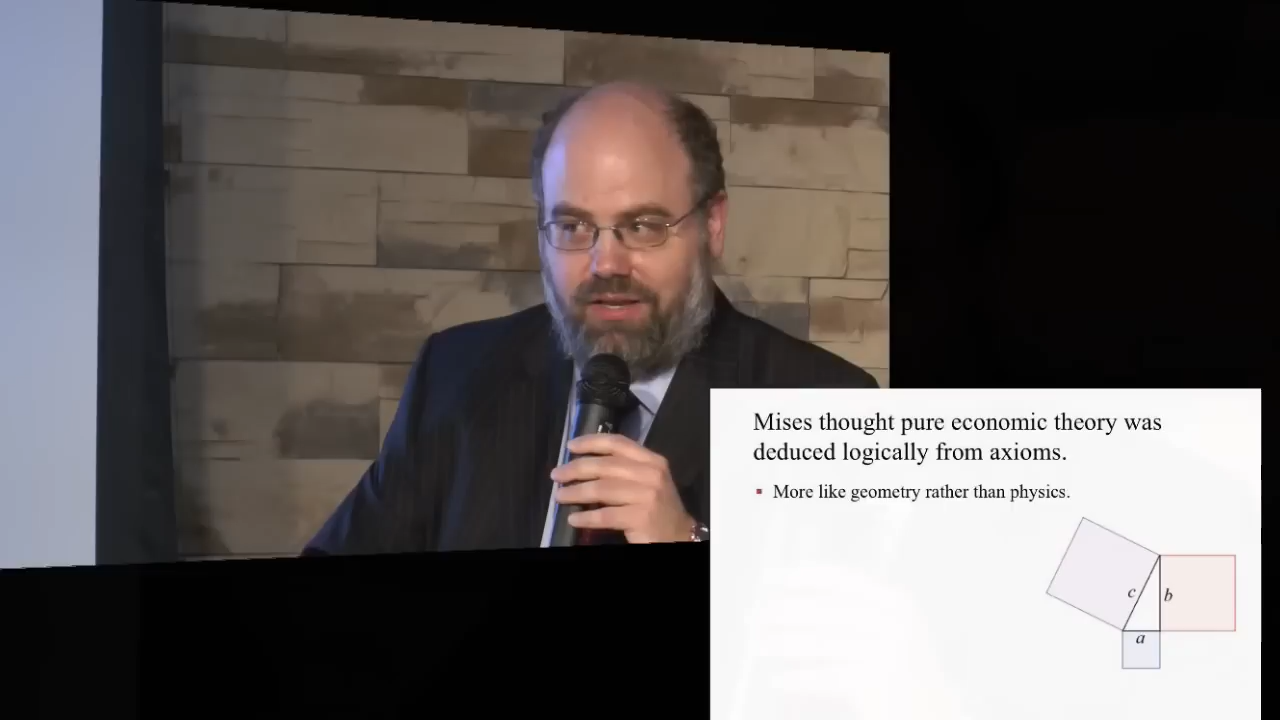 Mises thought pure economic theory was
deduced logically from axioms.
▪ More like geometry rather than physics.
c
b
a